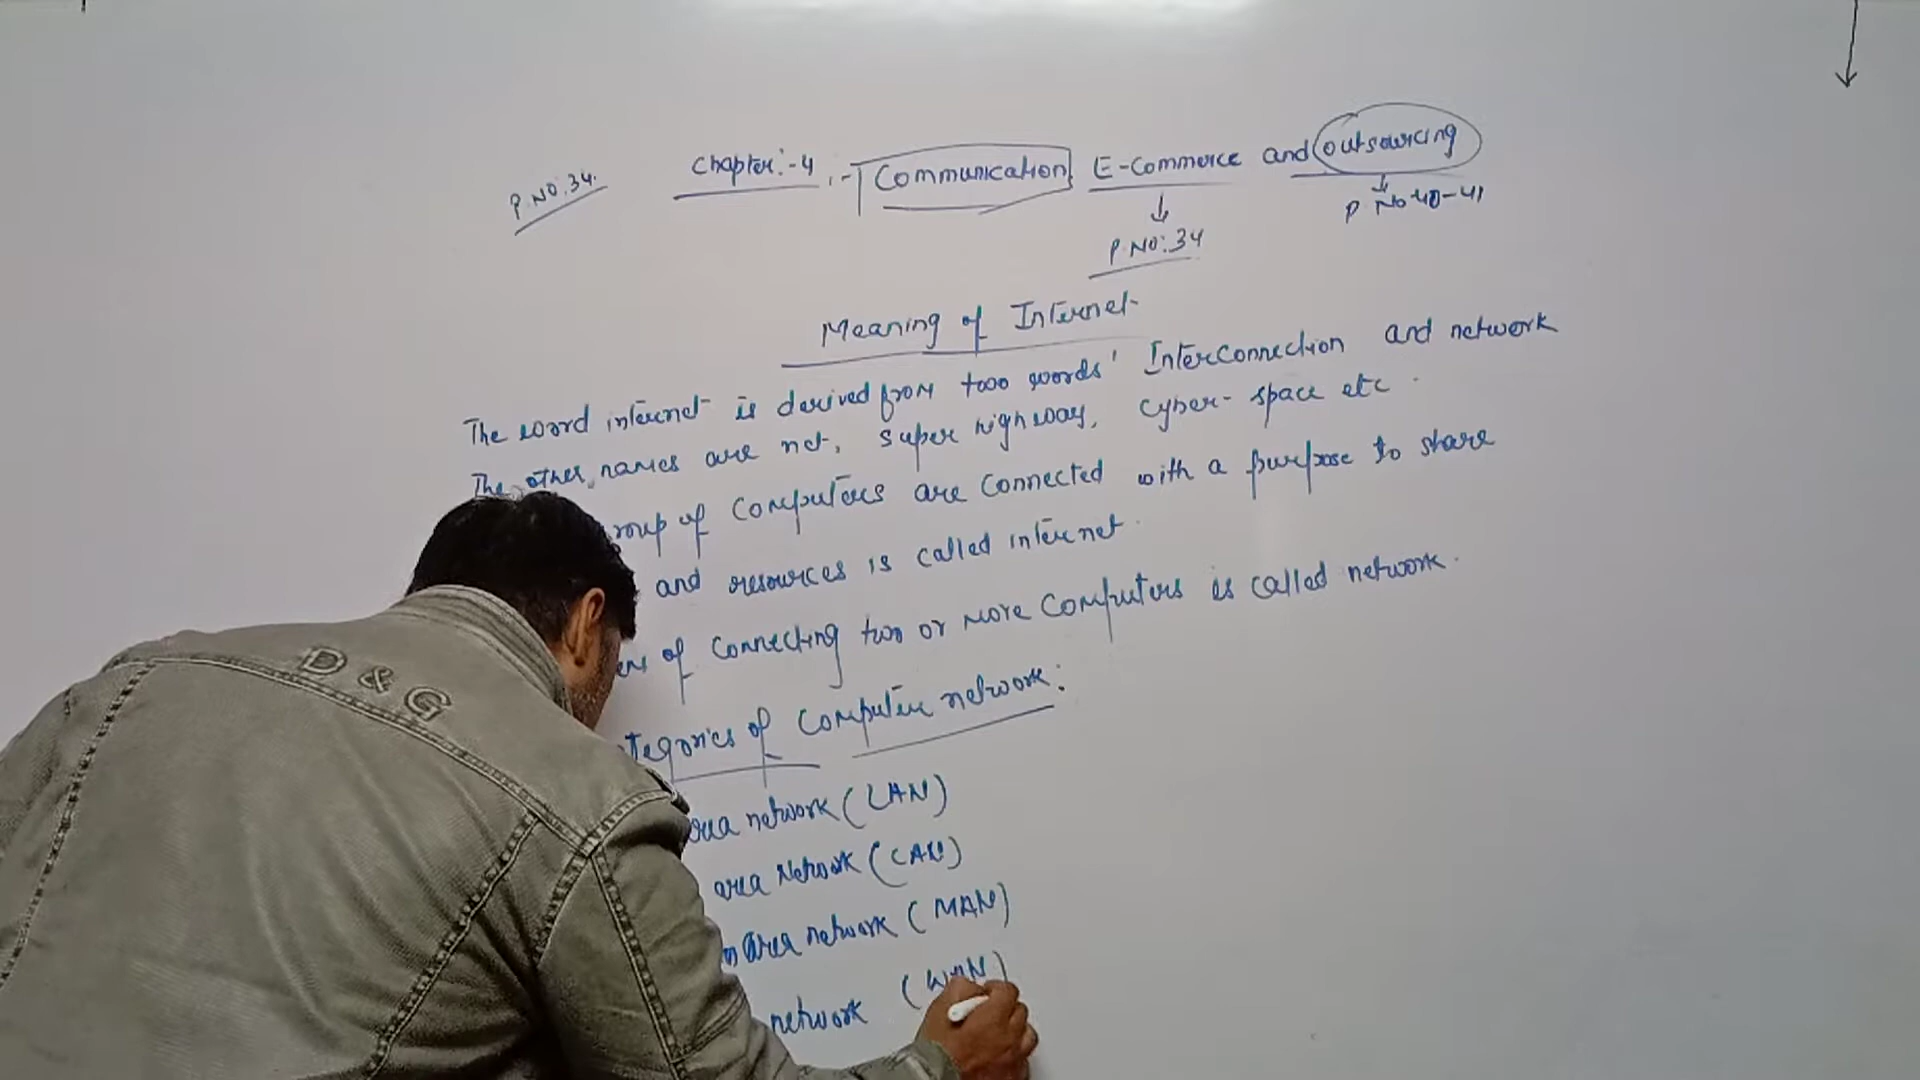 P.NO.34.
Chapter:-4 :- Communication E-Commerce and outsourcing
P.NO:34
P No 40-41
Meaning of Internet
The word internet is derived from two words' Interconnection and network
The other names are net, super highway, cyber-space etc.
roup of computers are connected with a purpose to share
and resources is called internet.
em of connecting two or more computers is called network.
tegories of computer network:
area network (LAN)
area Network (CAN)
n area network (MAN)
network (WAN)
D & G